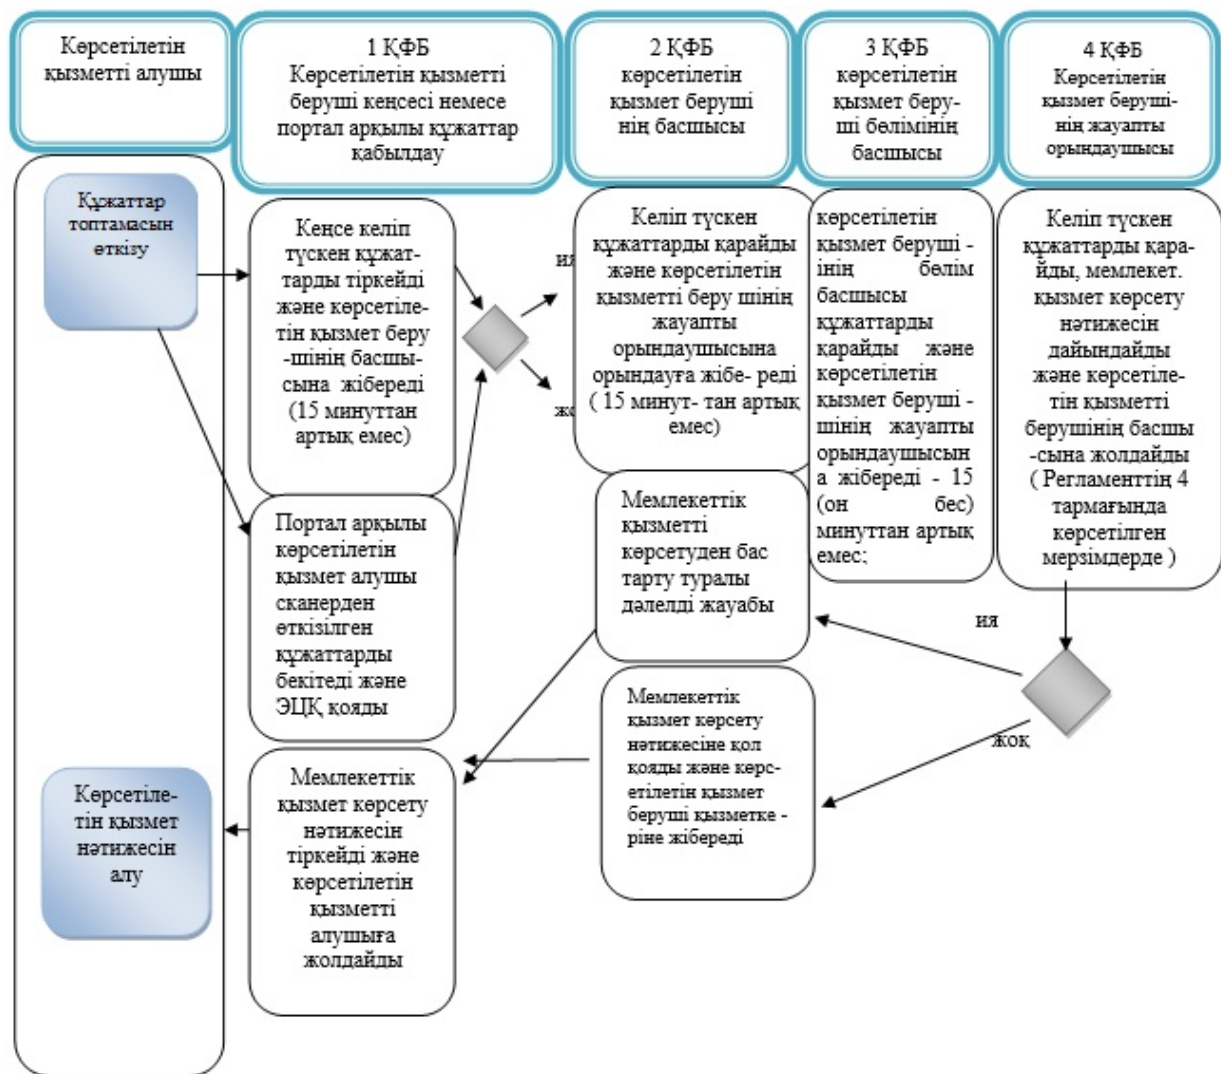 Көрсетілетін
қызметті алушы
1 ҚФБ
Көрсетілетін қызметті
беруші кеңсесі немесе
портал арқылы құжаттар
қабылдау
2 ҚФБ
көрсетілетін
қызмет беруші
нің басшысы
3 ҚФБ
көрсетілетін
қызмет беру-
ші бөлімінің
басшысы
4 ҚФБ
Көрсетілетін
қызмет беруші-
нің жауапты
орындаушысы
Құжаттар
топтамасын
өткізу
Кеңсе келіп
түскен құжат-
тарды тіркейді
және көрсетіле-
тін қызмет беру
-шінің басшы-
сына жібереді
(15 минуттан
артық емес)
ия
жо
Келіп түскен
құжаттарды қарайды
және көрсетілетін
қызметті беру шінің
жауапты
орындаушысына
орындауға жібе- реді
( 15 минут- тан артық
емес)
көрсетілетін
қызмет беруші -
інің бөлім
басшысы
құжаттарды
қарайды және
көрсетілетін
қызмет беруші -
шінің жауапты
орындаушысын
а жібереді - 15
(он бес)
минуттан артық
емес;
Келіп түскен
құжаттарды қара-
йды, мемлекет.
қызмет көрсету
нәтижесін
дайындайды
және көрсетіле-
тін қызметті
берушінің басшы
-сына жолдайды
( Регламенттің 4
тармағында
көрсетілген
мерзімдерде )
Портал арқылы
көрсетілетін
қызмет алушы
сканерден
өткізілген
құжаттарды
бекітеді және
ЭЦҚ қояды
Мемлекеттік
қызметті
көрсетуден бас
тарту туралы
дәлелді жауабы
ия
жоқ
Мемлекеттік
қызмет көрсету
нәтижесіне қол
қояды және көрс-
етілетін қызмет
беруші қызметке -
ріне жібереді
Мемлекеттік
қызмет көрсету
нәтижесін
тіркейді және
көрсетілетін
қызметті
алушыға
жолдайды
Көрсетіле-
тін қызмет
нәтижесін
алу